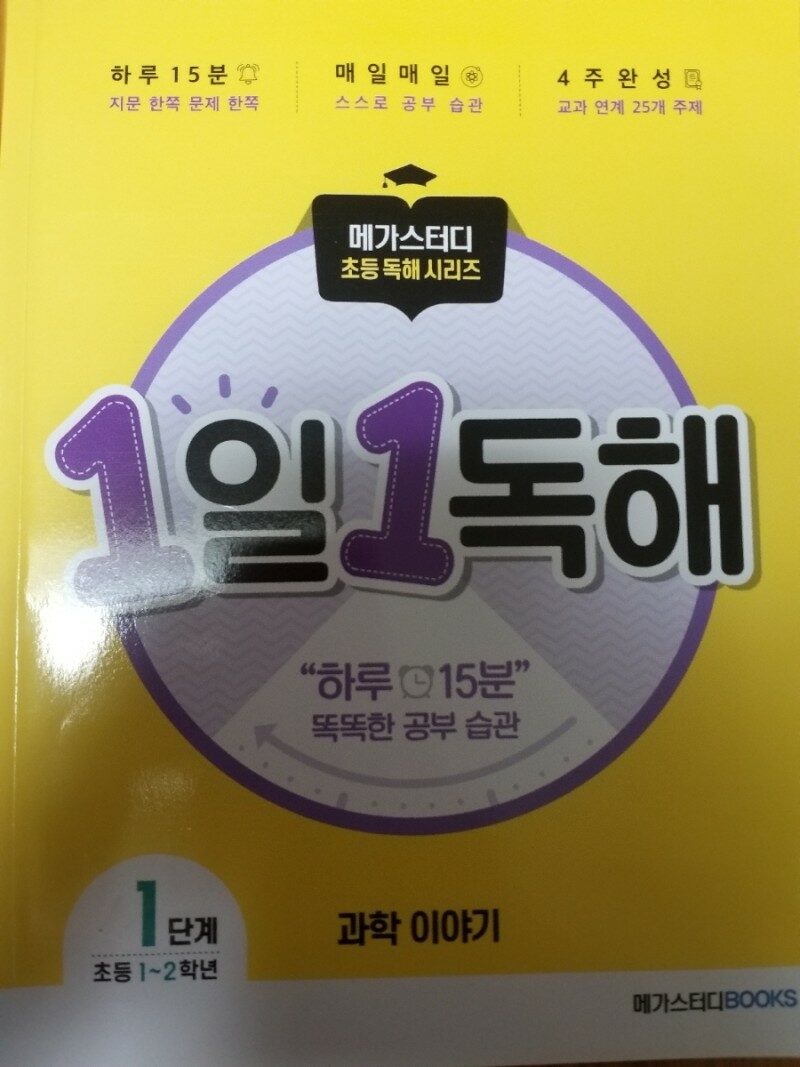 하루 15분
지문 한쪽 문제 한쪽
매일매일
스스로 공부 습관
4주완성
교과 연계 25개 주제
메가스터디
초등 독해 시리즈
1일1독해
“하루 15분”
똑똑한 공부 습관
1단계
초등 1~2학년
과학 이야기
메가스터디BOOKS